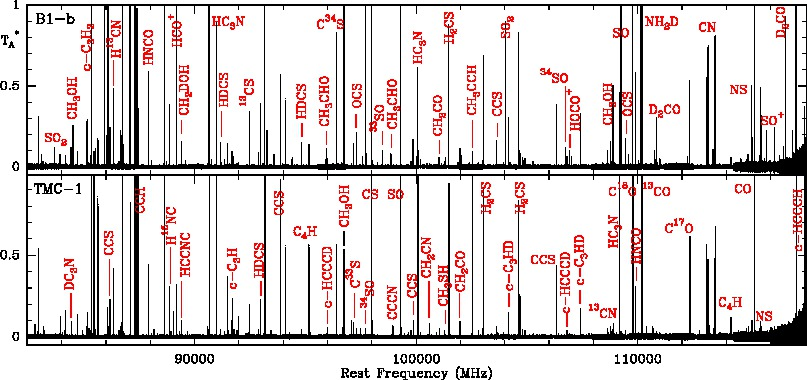 1
B1-b
T_A*
0.5
0
SO₂
CH₃OH
c-C₃H₂
H¹³CN
HNCO
HCO⁺
CH₂DOH
HC₃N
HDCS
¹³CS
HDCS
C³⁴S
CH₃CHO
OCS
³³SO
CH₃CHO
HC₃N
CH₂CO
H₂CS
CH₃CCH
CCS
SO₂
³⁴SO
HOCO⁺
CH₃OH
SO
OCS
NH₂D
D₂CO
CN
NS
SO⁺
D₂CO
TMC-1
0.5
0
DC₃N
CCS
CCH
H¹⁵NC
HCCNC
c-C₃H
HDCS
CCS
C₄H
c-HCCCD
CH₃OH
C³³S
³⁴SO
CS
SO
CCCN
CCS
CH₂CN
CH₃SH
CH₂CO
H₂CS
c-C₃HD
H₂CS
CCS
c-HCCCD
c-C₃HD
¹³CN
HC₃N
C¹⁸O
HNCO
¹³CO
C¹⁷O
C₄H
CO
NS
c-HCCCH
90000
100000
110000
Rest Frequency (MHz)